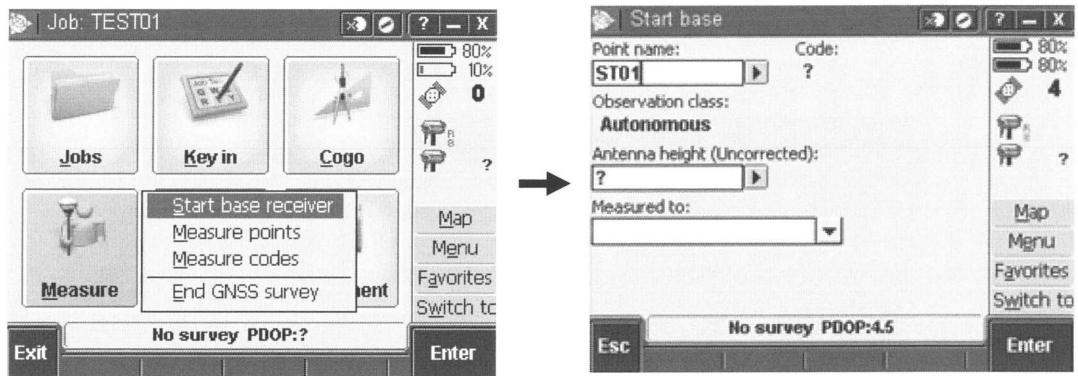 Job: TEST01
? – X
80%
10%
0
Jobs
Key in
Cogo
R
8
?
Start base receiver
Measure points
Measure codes
End GNSS survey
Measure
ment
Map
Menu
Favorites
Switch to
No survey PDOP:?
Exit
Enter
Start base
? – X
Point name:
Code:
ST01
?
80%
80%
4
Observation class:
Autonomous
Antenna height (Uncorrected):
?
R
8
?
Measured to:
Map
Menu
Favorites
Switch to
No survey PDOP:4.5
Esc
Enter